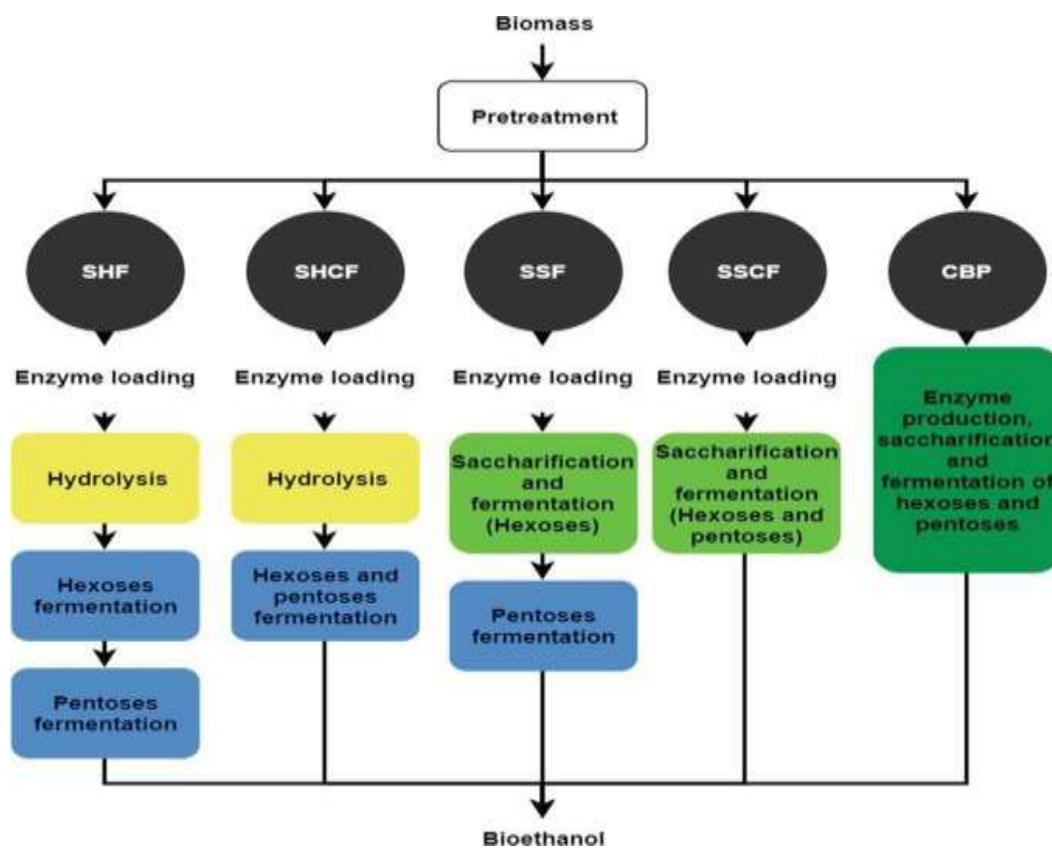 Biomass
Pretreatment
SHF
SHCF
SSF
SSCF
CBP
Enzyme loading
Enzyme loading
Enzyme loading
Enzyme loading
Enzyme
production,
saccharification
and
fermentation of
hexoses and
pentoses
Hydrolysis
Hydrolysis
Saccharification
and
fermentation
(Hexoses)
Saccharification
and
fermentation
(Hexoses and
pentoses)
Hexoses
fermentation
Hexoses and
pentoses
fermentation
Pentoses
fermentation
Pentoses
fermentation
Bioethanol